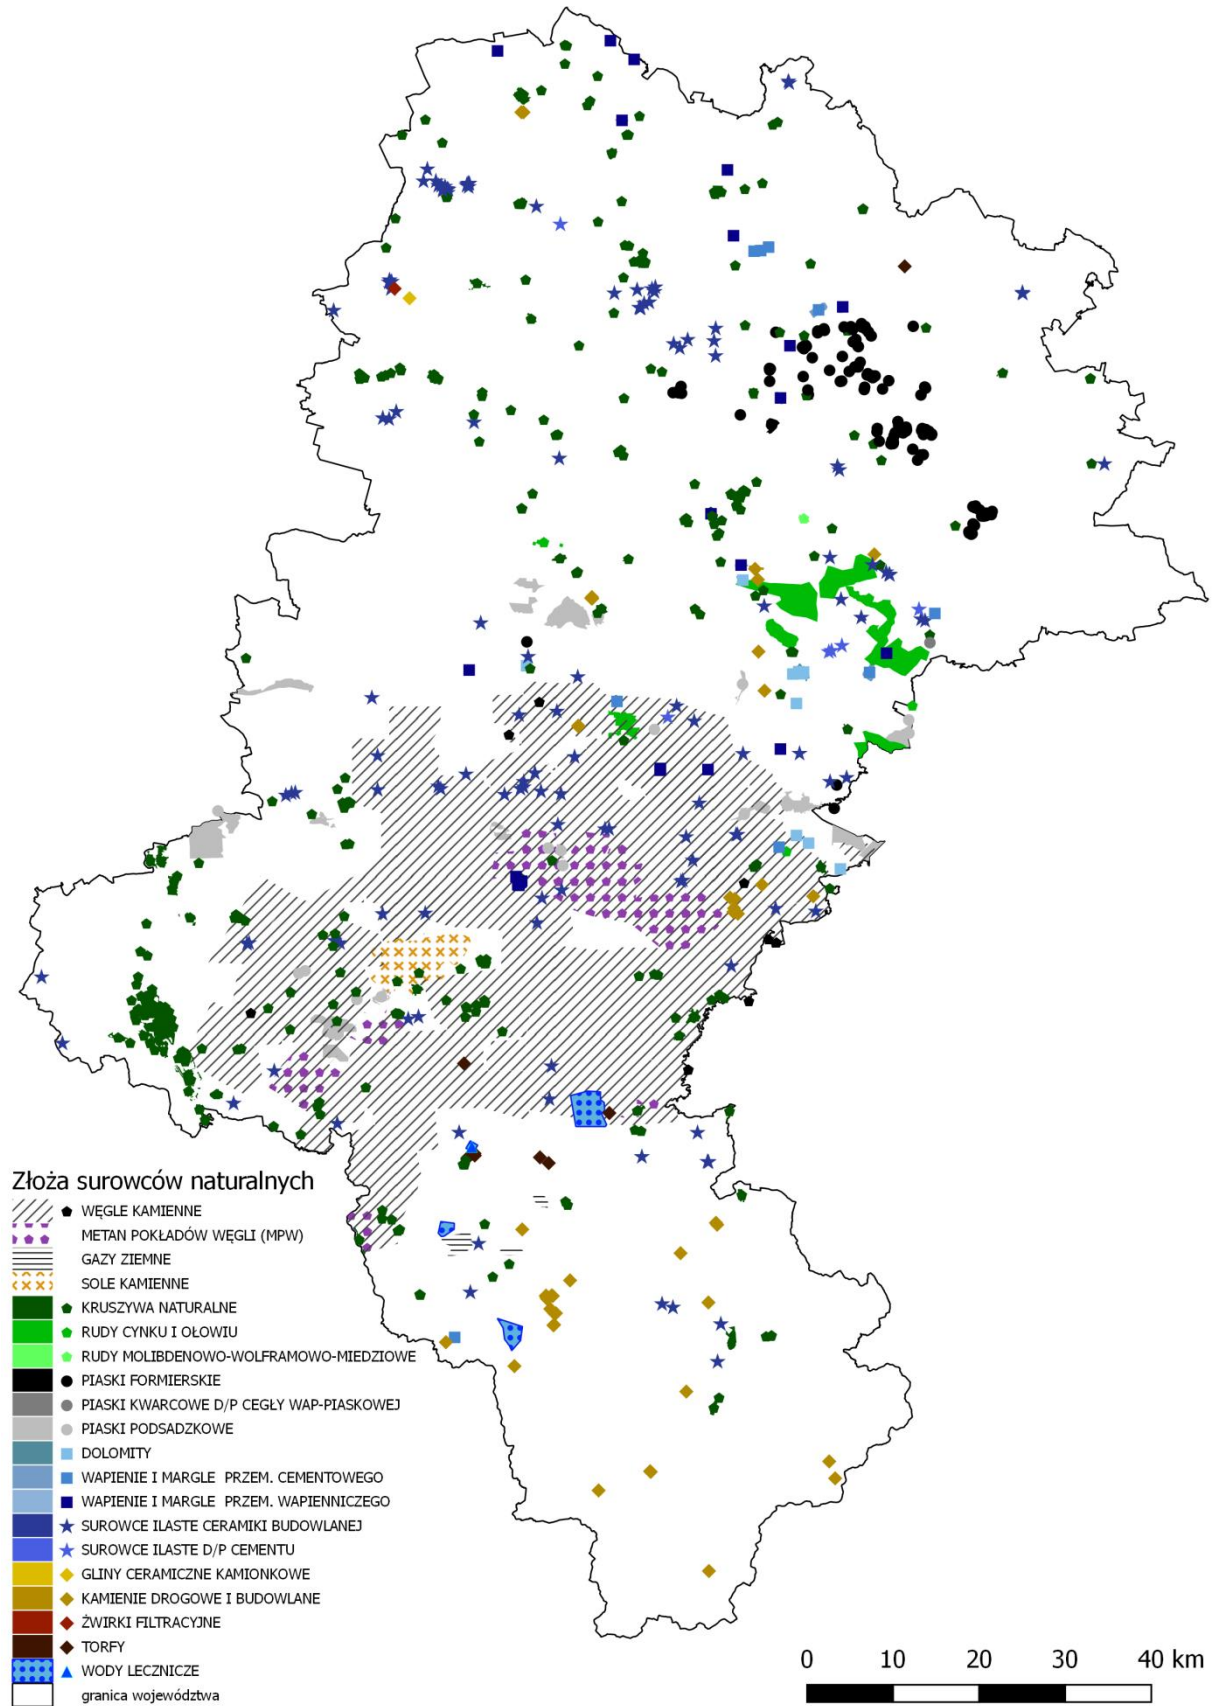 Złoża surowców naturalnych
WĘGLE KAMIENNE
METAN POKŁADÓW WĘGLI (MPW)
GAZY ZIEMNE
SOLE KAMIENNE
KRUSZYWA NATURALNE
RUDY CYNKU I OŁOWIU
RUDY MOLIBDENOWO-WOLFRAMOWO-MIEDZIOWE
PIASKI FORMIERSKIE
PIASKI KWARCOWE D/P CEGŁY WAP-PIASKOWEJ
PIASKI PODSADZKOWE
DOLOMITY
WAPIENIE I MARGLE PRZEM. CEMENTOWEGO
WAPIENIE I MARGLE PRZEM. WAPIENNICZEGO
SUROWCE ILASTE CERAMIKI BUDOWLANEJ
SUROWCE ILASTE D/P CEMENTU
GLINY CERAMICZNE KAMIONKOWE
KAMIENIE DROGOWE I BUDOWLANE
ŻWIRKI FILTRACYJNE
TORFY
WODY LECZNICZE
granica województwa
0 10 20 30 40 km